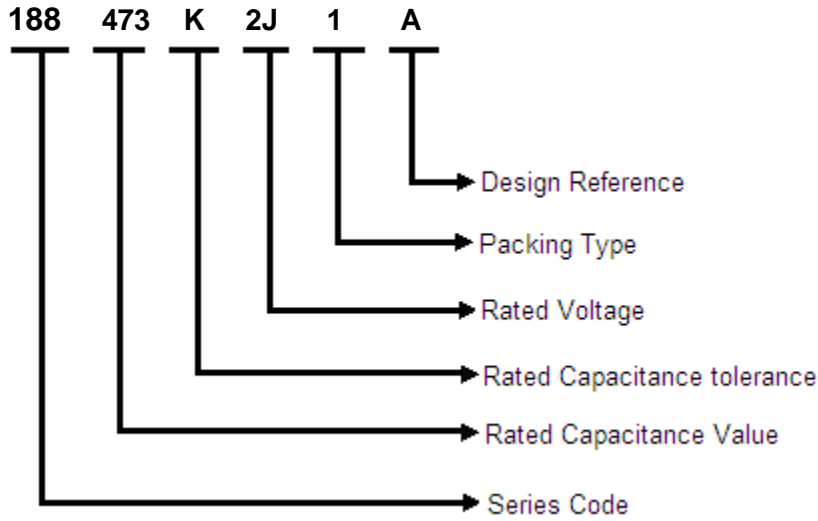 188 473 K 2J 1 A
Design Reference
Packing Type
Rated Voltage
Rated Capacitance tolerance
Rated Capacitance Value
Series Code